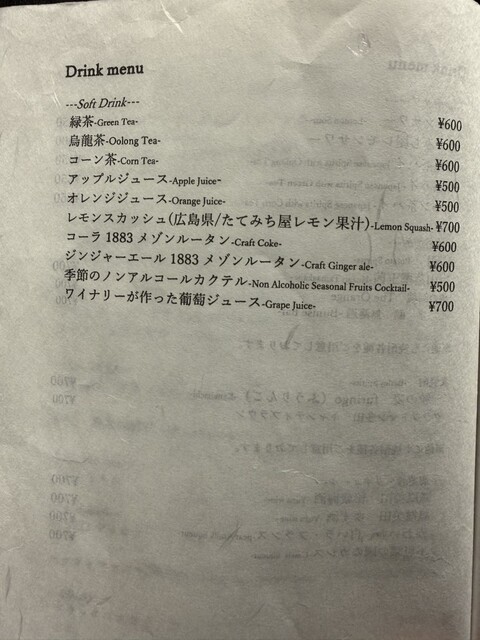 Drink menu
---Soft Drink---
緑茶-Green Tea- ¥600
烏龍茶-Oolong Tea- ¥600
コーン茶-Corn Tea- ¥600
アップルジュース-Apple Juice- ¥500
オレンジジュース-Orange Juice- ¥500
レモンスカッシュ(広島県/たてみち屋レモン果汁)-Lemon Squash- ¥700
コーラ 1883 メゾンルータン-Craft Coke- ¥600
ジンジャーエール 1883 メゾンルータン-Craft Ginger ale- ¥600
季節のノンアルコールカクテル-Non Alcoholic Seasonal Fruits Cocktail- ¥500
ワイナリーが作った葡萄ジュース-Grape Juice- ¥700